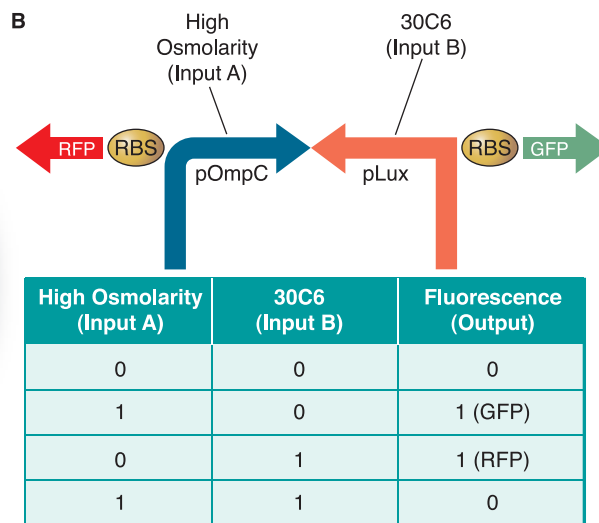 B
High
Osmolarity
(Input A)
30C6
(Input B)
RFP RBS pOmpC pLux RBS GFP
High Osmolarity
(Input A)
30C6
(Input B)
Fluorescence
(Output)
0 0 0
1 0 1 (GFP)
0 1 1 (RFP)
1 1 0